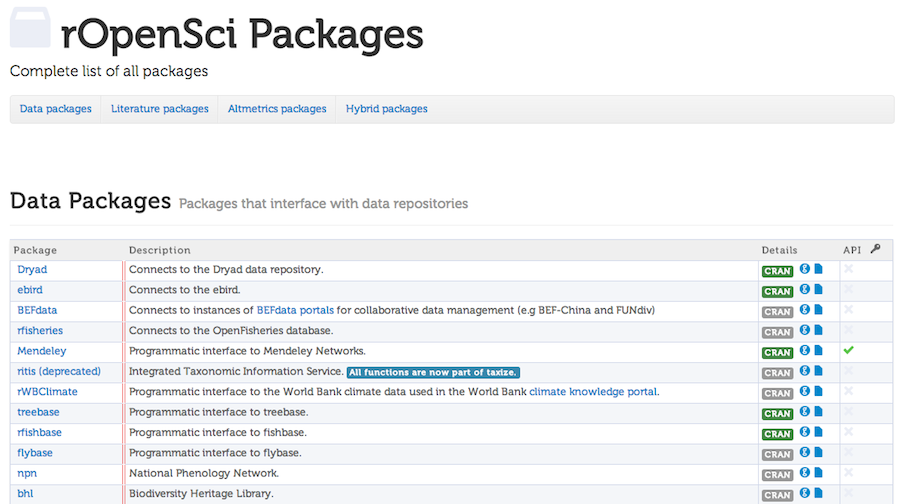 rOpenSci Packages
Complete list of all packages
Data packages Literature packages Altmetrics packages Hybrid packages
Data Packages Packages that interface with data repositories
Package Description Details API
Dryad Connects to the Dryad data repository. CRAN
ebird Connects to the ebird. CRAN
BEFdata Connects to instances of BEFdata portals for collaborative data management (e.g BEF-China and FUNdiv) CRAN
rfisheries Connects to the OpenFisheries database. CRAN
Mendeley Programmatic interface to Mendeley Networks. CRAN
ritis (deprecated) Integrated Taxonomic Information Service. All functions are now part of taxize. CRAN
rWBClimate Programmatic interface to the World Bank climate data used in the World Bank climate knowledge portal. CRAN
treebase Programmatic interface to treebase. CRAN
rfishbase Programmatic interface to fishbase. CRAN
flybase Programmatic interface to flybase. CRAN
npn National Phenology Network. CRAN
bhl Biodiversity Heritage Library. CRAN